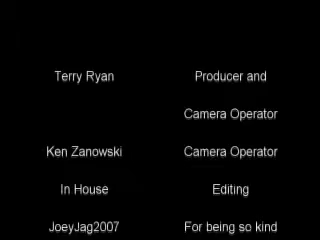 Terry Ryan Producer and
Camera Operator
Ken Zanowski Camera Operator
In House Editing
JoeyJag2007 For being so kind